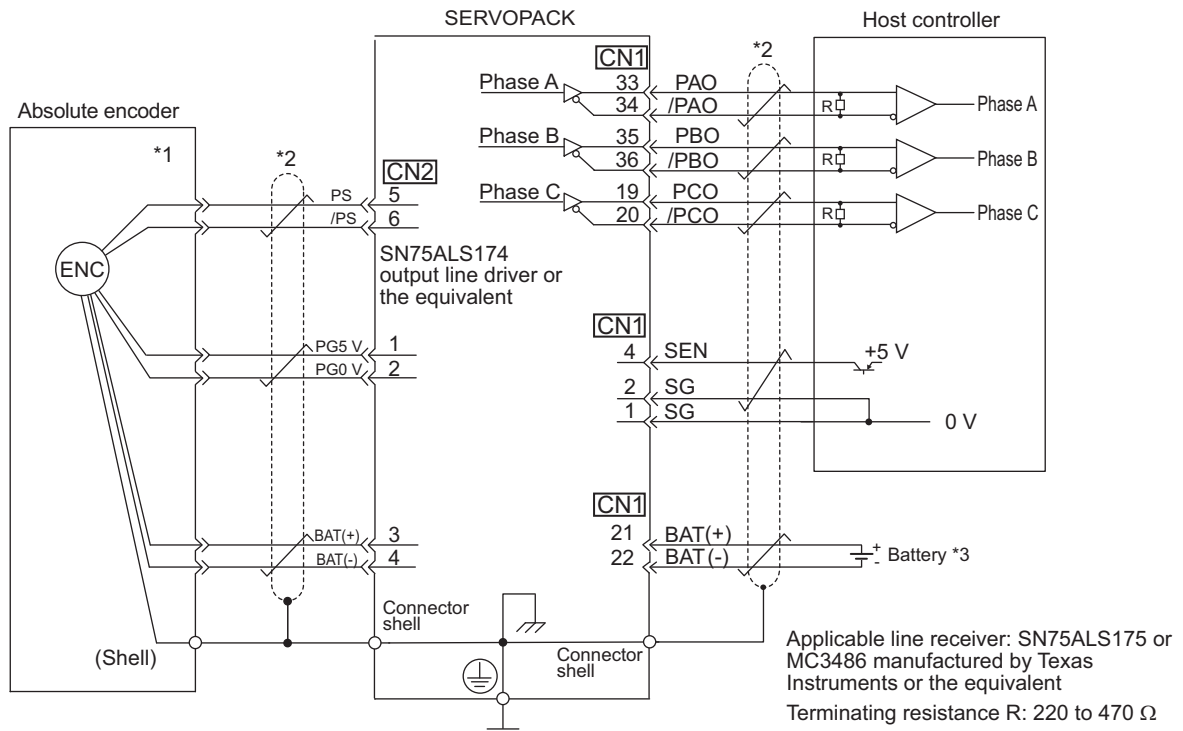 SERVOPACK
Host controller
Absolute encoder
*1
*2
CN2
PS 5
/PS 6
ENC
SN75ALS174
output line driver or
the equivalent
PG5 V 1
PG0 V 2
BAT(+) 3
BAT(-) 4
(Shell)
Connector
shell
CN1
*2
Phase A 33 PAO R Phase A
34 /PAO
Phase B 35 PBO R Phase B
36 /PBO
Phase C 19 PCO R Phase C
20 /PCO
CN1
4 SEN +5 V
2 SG
1 SG 0 V
CN1
21 BAT(+)
22 BAT (-)
+
-
Battery *3
Connector
shell
Applicable line receiver: SN75ALS175 or
MC3486 manufactured by Texas
Instruments or the equivalent
Terminating resistance R: 220 to 470 Ω